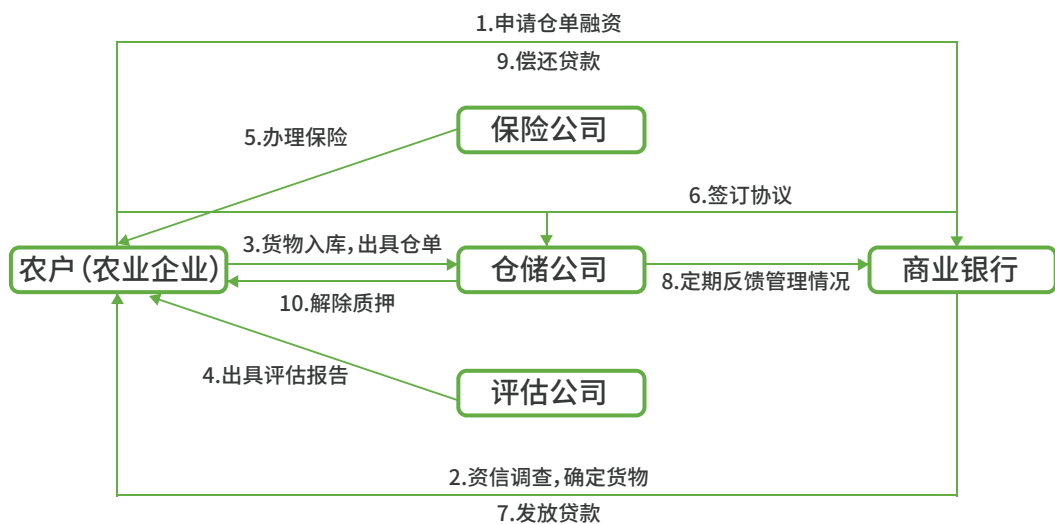 1.申请仓单融资
9.偿还贷款
保险公司
5.办理保险
6.签订协议
3.货物入库，出具仓单
农户（农业企业）
仓储公司
商业银行
8.定期反馈管理情况
10.解除质押
4.出具评估报告
评估公司
2.资信调查，确定货物
7.发放贷款